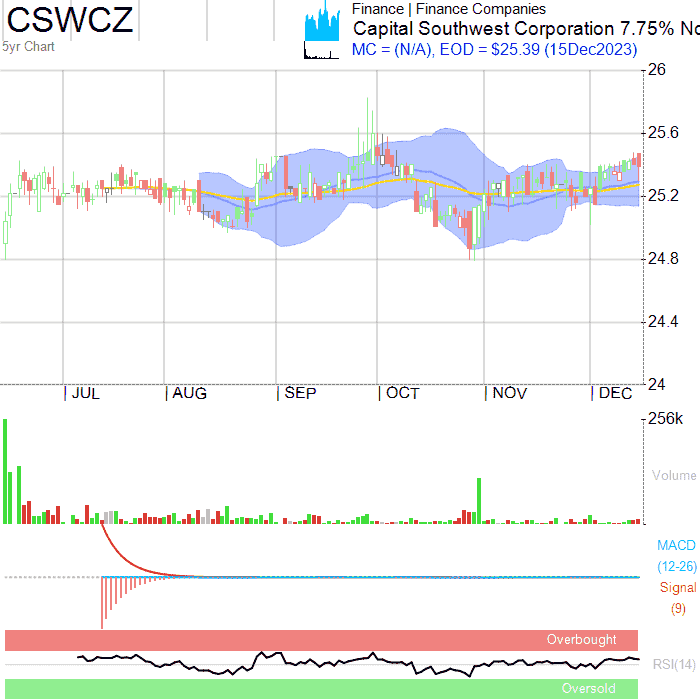 CSWCZ
5yr Chart
Finance | Finance Companies
Capital Southwest Corporation 7.75% No
MC = (N/A), EOD = $25.39 (15Dec2023)
26
25.6
25.2
24.8
24.4
24
JUL AUG SEP OCT NOV DEC
256k
Volume
MACD
(12-26)
Signal
(9)
Overbought
RSI(14)
Oversold